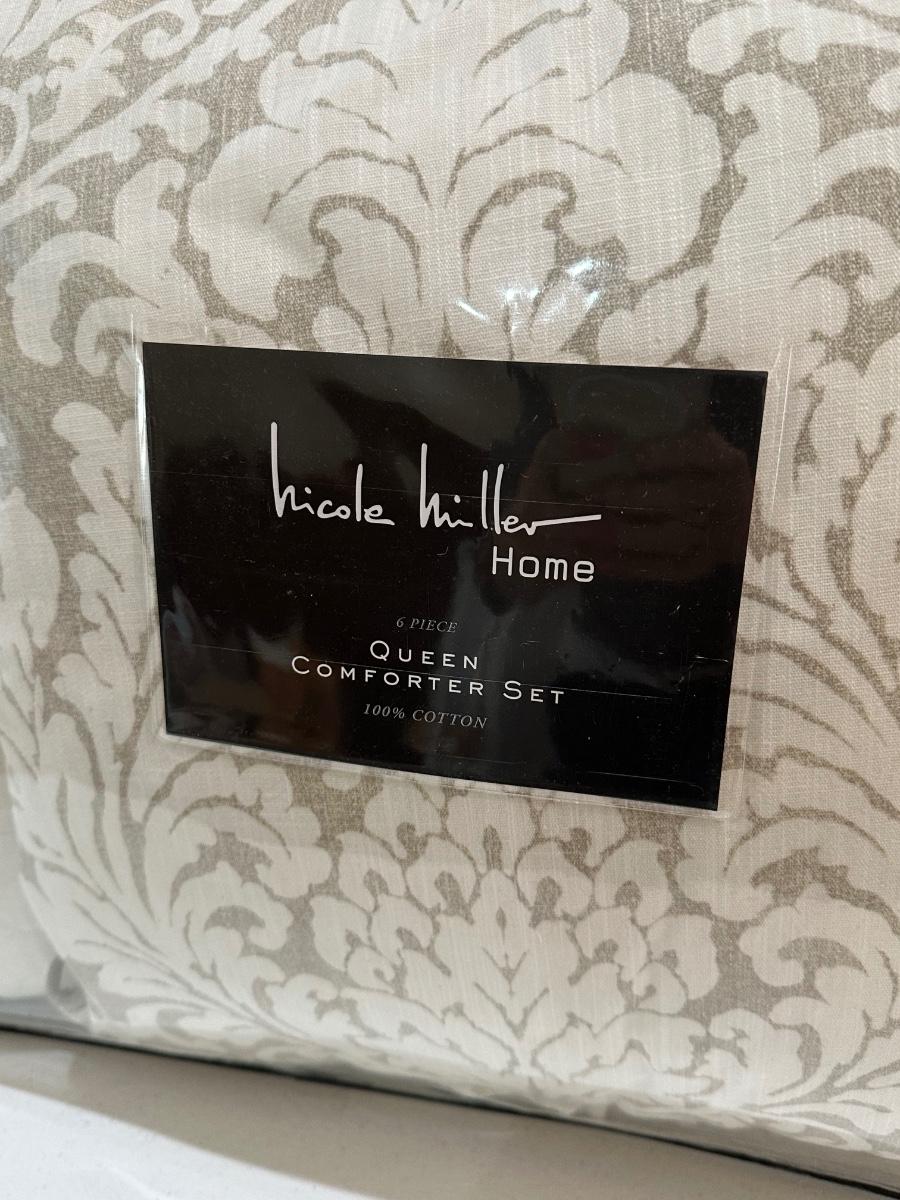 nicole miller
Home
6 PIECE
QUEEN
COMFORTER SET
100% COTTON